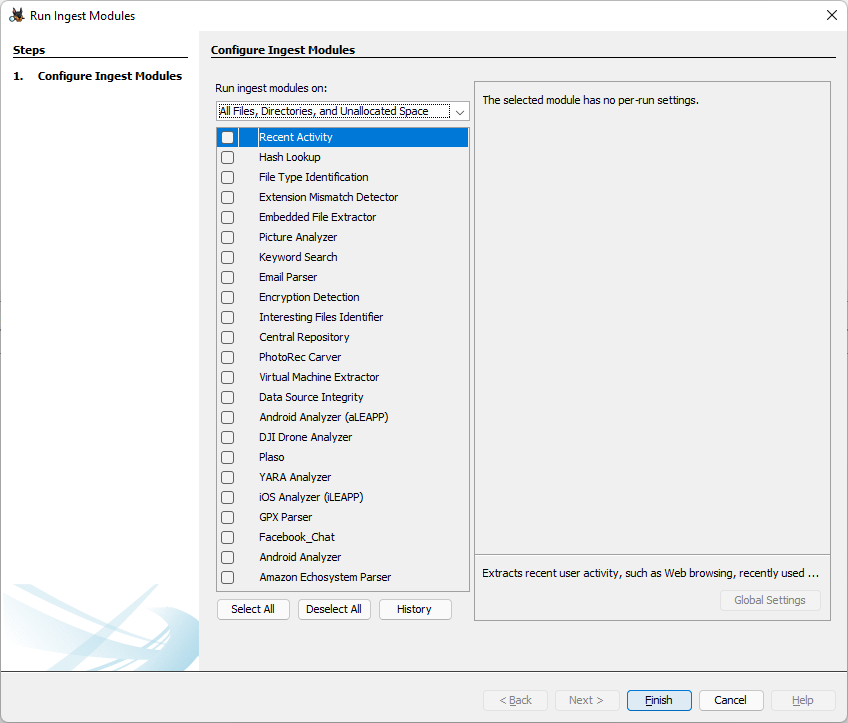 Run Ingest Modules
Steps
1. Configure Ingest Modules
Configure Ingest Modules
Run ingest modules on:
All Files, Directories, and Unallocated Space
Recent Activity
Hash Lookup
File Type Identification
Extension Mismatch Detector
Embedded File Extractor
Picture Analyzer
Keyword Search
Email Parser
Encryption Detection
Interesting Files Identifier
Central Repository
PhotoRec Carver
Virtual Machine Extractor
Data Source Integrity
Android Analyzer (aLEAPP)
DJI Drone Analyzer
Plaso
YARA Analyzer
iOS Analyzer (iLEAPP)
GPX Parser
Facebook_Chat
Android Analyzer
Amazon Echosystem Parser
Select All
Deselect All
History
The selected module has no per-run settings.
Extracts recent user activity, such as Web browsing, recently used ...
Global Settings
< Back
Next >
Finish
Cancel
Help